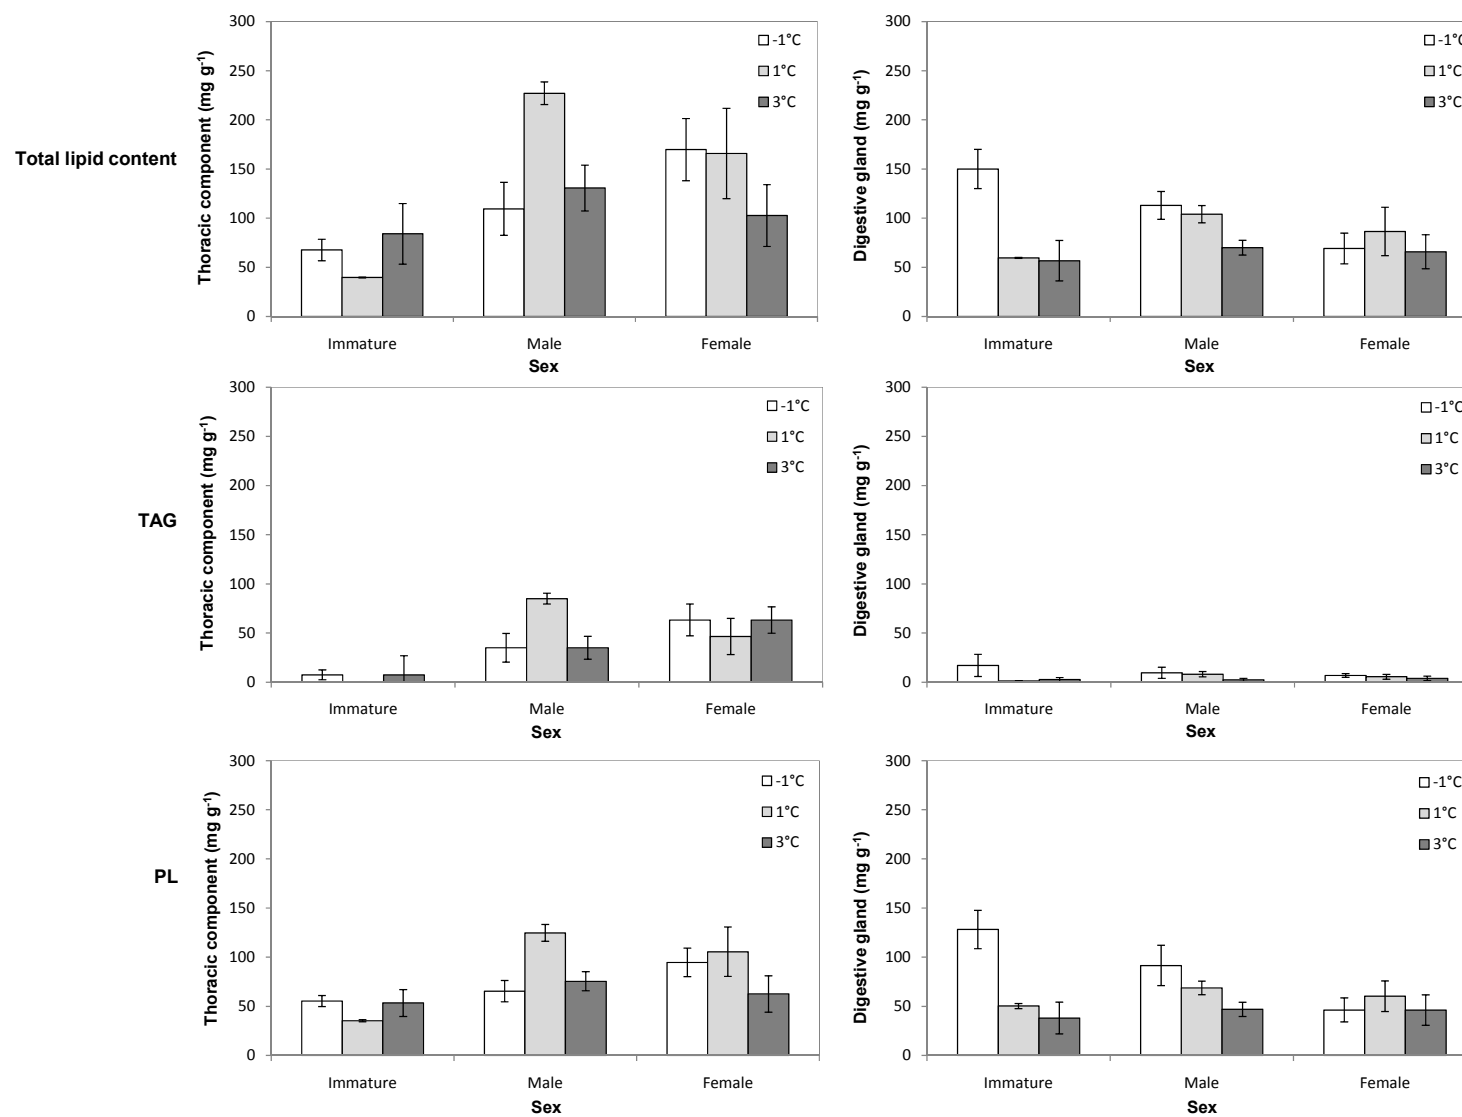 Total lipid content
Thoracic component (mg g-1)
300
250
200
150
100
50
0
-1°C
1°C
3°C
Immature Male Female
Sex
Digestive gland (mg g-1)
300
250
200
150
100
50
0
-1°C
1°C
3°C
Immature Male Female
Sex
TAG
Thoracic component (mg g-1)
300
250
200
150
100
50
0
-1°C
1°C
3°C
Immature Male Female
Sex
Digestive gland (mg g-1)
300
250
200
150
100
50
0
-1°C
1°C
3°C
Immature Male Female
Sex
PL
Thoracic component (mg g-1)
300
250
200
150
100
50
0
-1°C
1°C
3°C
Immature Male Female
Sex
Digestive gland (mg g-1)
300
250
200
150
100
50
0
-1°C
1°C
3°C
Immature Male Female
Sex